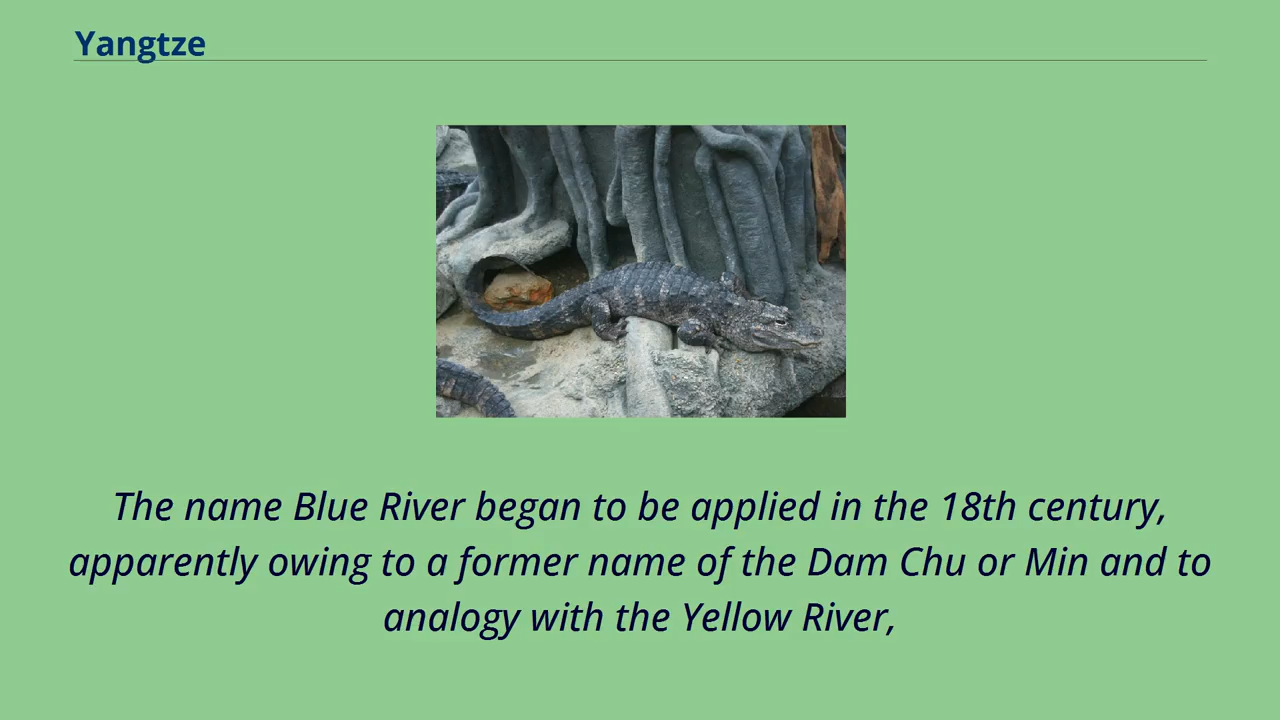 Yangtze
The name Blue River began to be applied in the 18th century,
apparently owing to a former name of the Dam Chu or Min and to
analogy with the Yellow River,